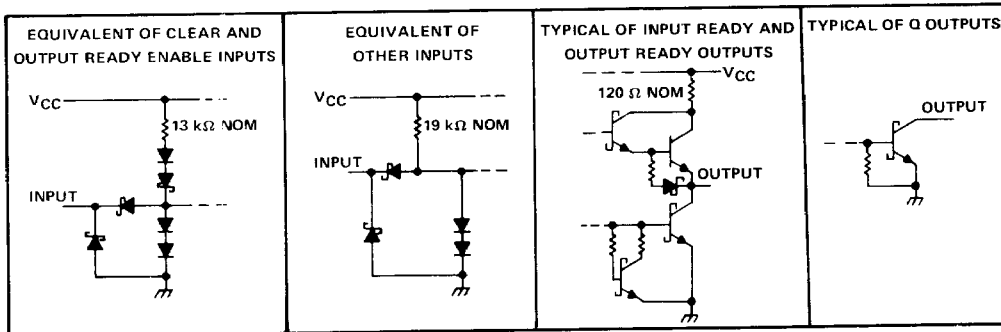 EQUIVALENT OF CLEAR AND
OUTPUT READY ENABLE INPUTS
VCC
13 kΩ NOM
INPUT
EQUIVALENT OF
OTHER INPUTS
VCC
19 kΩ NOM
INPUT
TYPICAL OF INPUT READY AND
OUTPUT READY OUTPUTS
VCC
120 Ω NOM
OUTPUT
TYPICAL OF Q OUTPUTS
OUTPUT